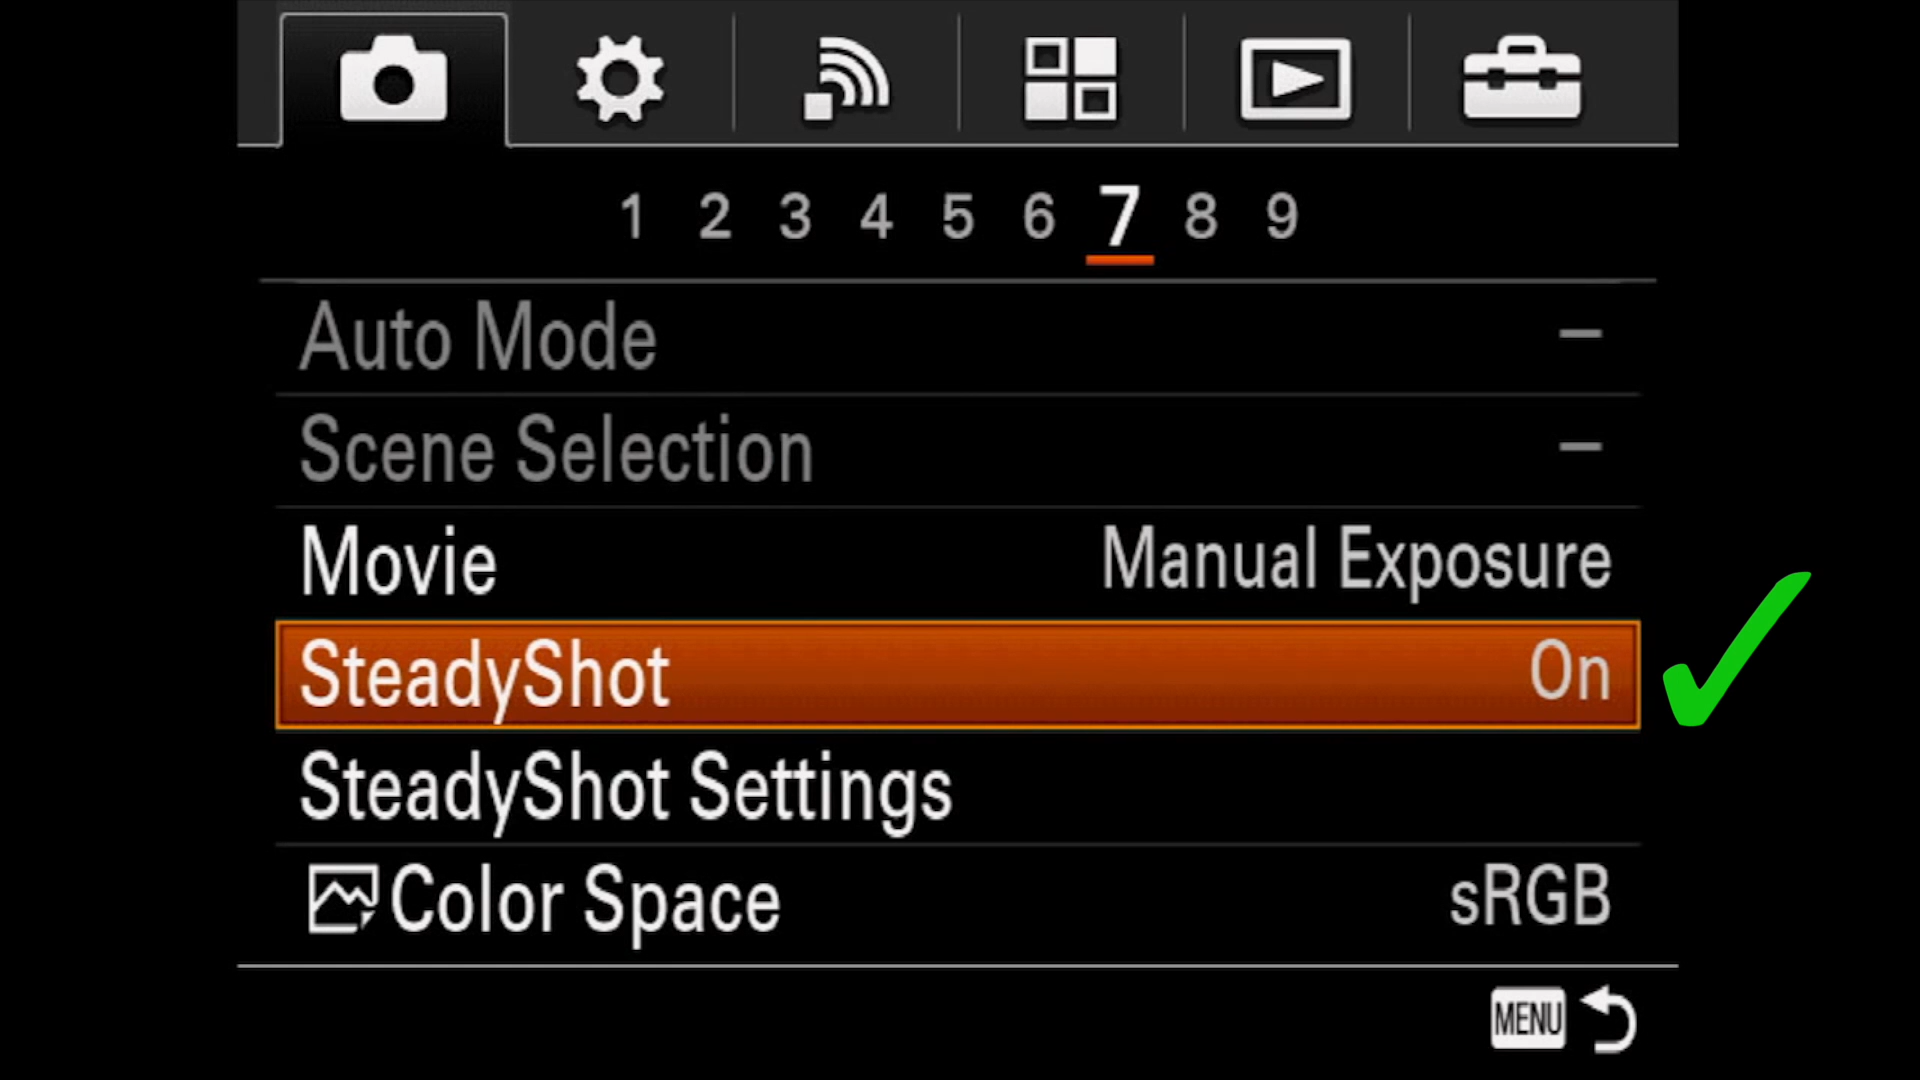 1 2 3 4 5 6 7 8 9
Auto Mode –
Scene Selection –
Movie Manual Exposure
SteadyShot On
SteadyShot Settings
Color Space sRGB
MENU